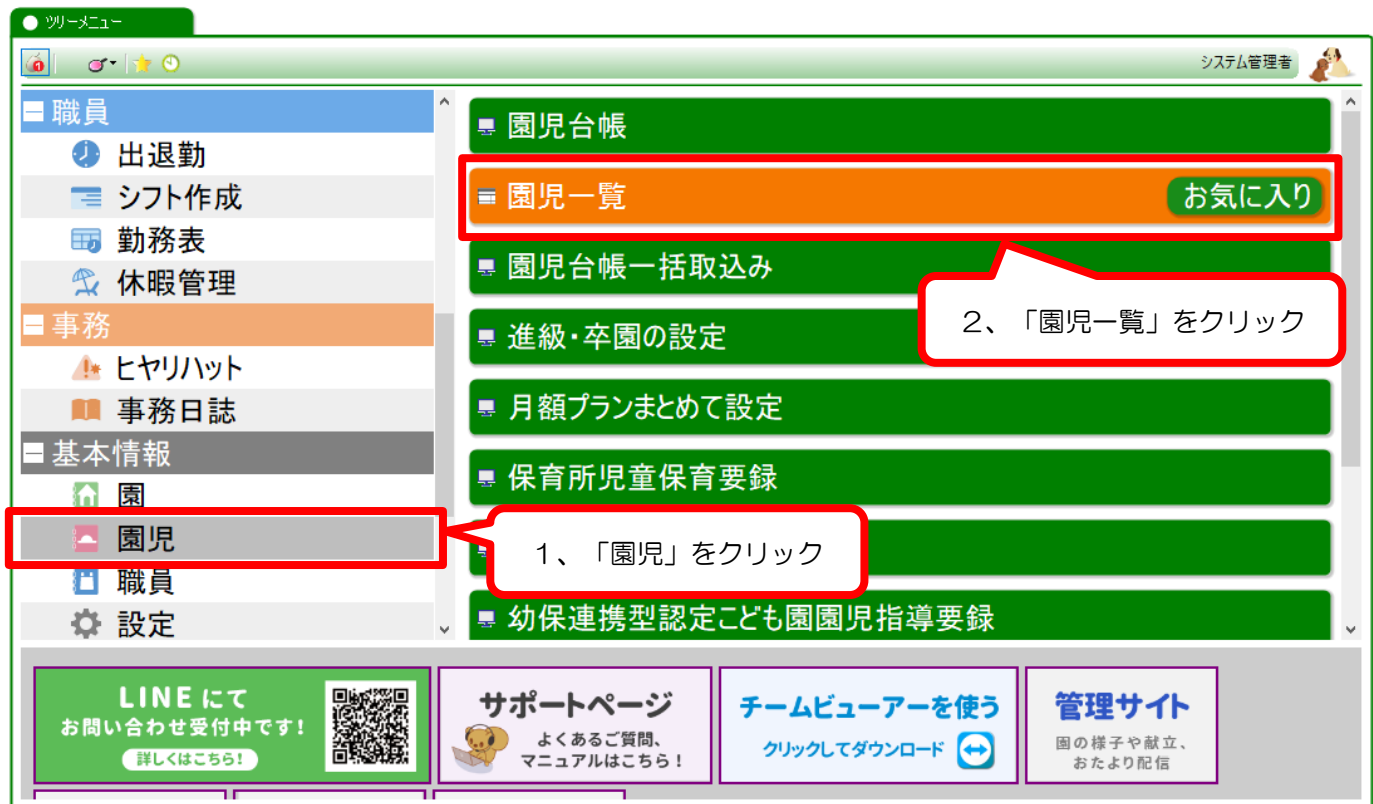 ツリーメニュー
システム管理者
職員
出退勤
シフト作成
勤務表
休暇管理
事務
ヒヤリハット
事務日誌
基本情報
園
園児
職員
設定
園児台帳
園児一覧
お気に入り
園児台帳一括取込み
2、「園児一覧」をクリック
進級・卒園の設定
月額プランまとめて設定
保育所児童保育要録
1、「園児」をクリック
幼保連携型認定こども園園児指導要録
LINEにて
お問い合わせ受付中です!
詳しくはこちら!
サポートページ
よくあるご質問、
マニュアルはこちら!
チームビューアーを使う
クリックしてダウンロード
管理サイト
園の様子や献立、
おたより配信